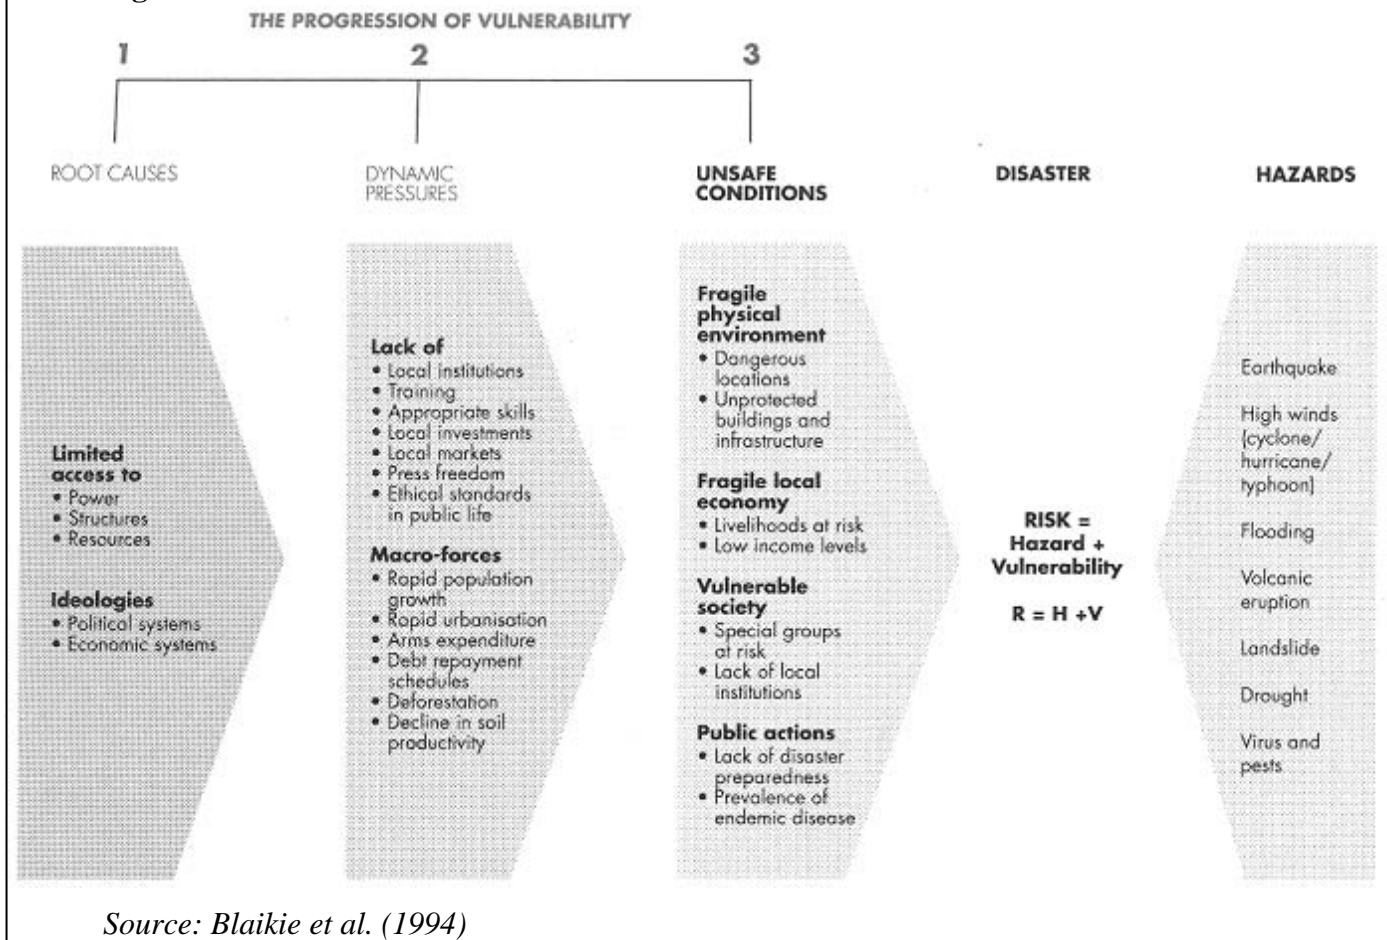 THE PROGRESSION OF VULNERABILITY
1
2
3
ROOT CAUSES
DYNAMIC
PRESSURES
UNSAFE
CONDITIONS
DISASTER
HAZARDS
Limited
access to
• Power
• Structures
• Resources
Ideologies
• Political systems
• Economic systems
Lack of
• Local institutions
• Training
• Appropriate skills
• Local investments
• Local markets
• Press freedom
• Ethical standards
in public life
Macro-forces
• Rapid population
growth
• Rapid urbanisation
• Arms expenditure
• Debt repayment
schedules
• Deforestation
• Decline in soil
productivity
Fragile
physical
environment
• Dangerous
locations
• Unprotected
buildings and
infrastructure
Fragile local
economy
• Livelihoods at risk
• Low income levels
Vulnerable
society
• Special groups
at risk
• Lack of local
institutions
Public actions
• Lack of disaster
preparedness
• Prevalence of
endemic disease
RISK =
Hazard +
Vulnerability
R = H +V
Earthquake
High winds
(cyclone/
hurricane/
typhoon)
Flooding
Volcanic
eruption
Landslide
Drought
Virus and
pests
Source: Blaikie et al. (1994)